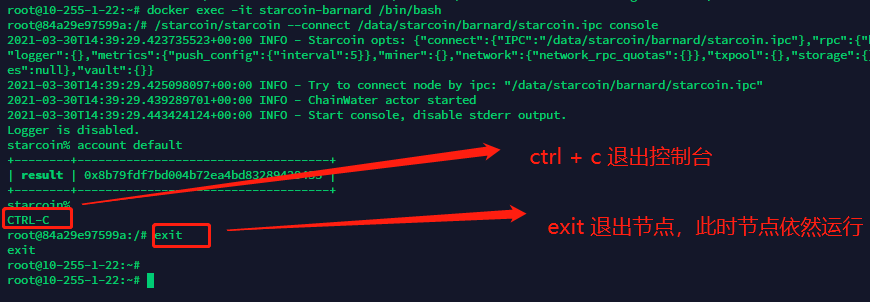 root@10-255-1-22:~# docker exec -it starcoin-barnard /bin/bash
root@84a29e97599a:/# /starcoin/starcoin --connect /data/starcoin/barnard/starcoin.ipc console
2021-03-30T14:39:29.423735523+00:00 INFO - Starcoin opts: {"connect":{"IPC":"/data/starcoin/barnard/starcoin.ipc"},"rpc":{"h
"logger":{},"metrics":{"push_config":{"interval":5}},"miner":{},"network":{"network_rpc_quotas":{}},"txpool":{},"storage":{
es":null},"vault":{}}
2021-03-30T14:39:29.425098097+00:00 INFO - Try to connect node by ipc: "/data/starcoin/barnard/starcoin.ipc"
2021-03-30T14:39:29.439289701+00:00 INFO - ChainWater actor started
2021-03-30T14:39:29.443424124+00:00 INFO - Start console, disable stderr output.
Logger is disabled.
starcoin% account default
ctrl + c 退出控制台
| result |
starcoin%
CTRL-C
exit 退出节点，此时节点依然运行
root@84a29e97599a:/# exit
exit
root@10-255-1-22:~#
root@10-255-1-22:~#